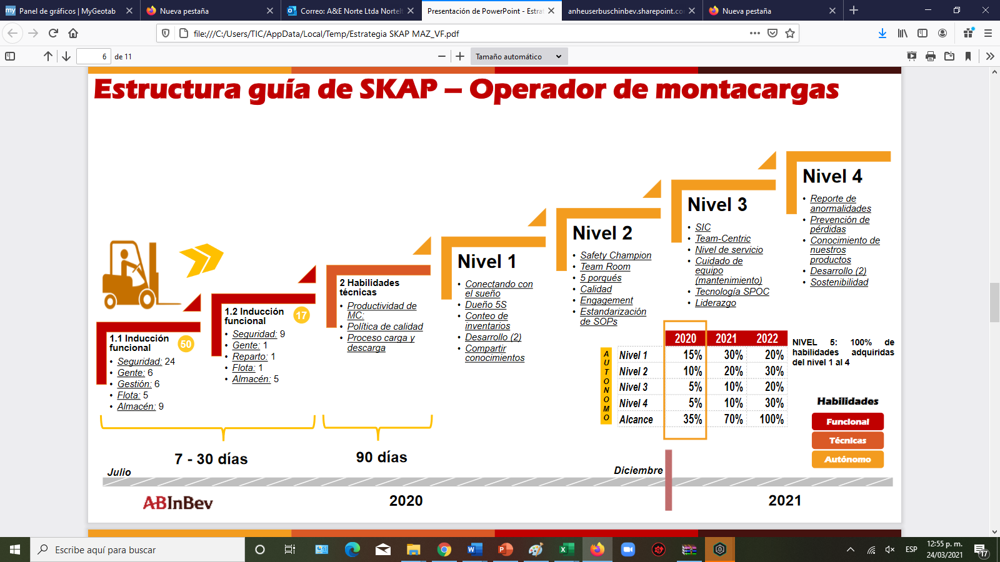 Panel de gráficos | MyGeotab
Nueva pestaña
Correo: A&E Norte Ltda Nortel
Presentación de PowerPoint - Estra
anheuserbuschinbev.sharepoint.co
Nueva pestaña
file:///C:/Users/TIC/AppData/Local/Temp/Estrategia SKAP MAZ_VF.pdf
6 de 11
Tamaño automático
Estructura guía de SKAP – Operador de montacargas
1.1 Inducción
funcional
50
• Seguridad: 24
• Gente: 6
• Gestión: 6
• Flota: 5
• Almacén: 9
1.2 Inducción
funcional
17
• Seguridad: 9
• Gente: 1
• Reparto: 1
• Flota: 1
• Almacén: 5
2 Habilidades
técnicas
• Productividad de
MC:
• Política de calidad
• Proceso carga y
descarga
Nivel 1
• Conectando con
el sueño
• Dueño 5S
• Conteo de
inventarios
• Desarrollo (2)
• Compartir
conocimientos
Nivel 2
• Safety Champion
• Team Room
• 5 porqués
• Calidad
• Engagement
• Estandarización
de SOPs
Nivel 3
• SIC
• Team-Centric
• Nivel de servicio
• Cuidado de
equipo
(mantenimiento)
• Tecnología SPOC
• Liderazgo
Nivel 4
• Reporte de
anormalidades
• Prevención de
pérdidas
• Conocimiento de
nuestros
productos
• Desarrollo (2)
• Sostenibilidad
AUTONOMO
2020 2021 2022
Nivel 1 15% 30% 20%
Nivel 2 10% 20% 30%
Nivel 3 5% 10% 20%
Nivel 4 5% 10% 30%
Alcance 35% 70% 100%
NIVEL 5: 100% de
habilidades adquiridas
del nivel 1 al 4
Habilidades
Funcional
Técnicas
Autónomo
7 - 30 días
90 días
Julio
Diciembre
ABInBev
2020
2021
Escribe aquí para buscar
ESP
12:55 p. m.
24/03/2021
17